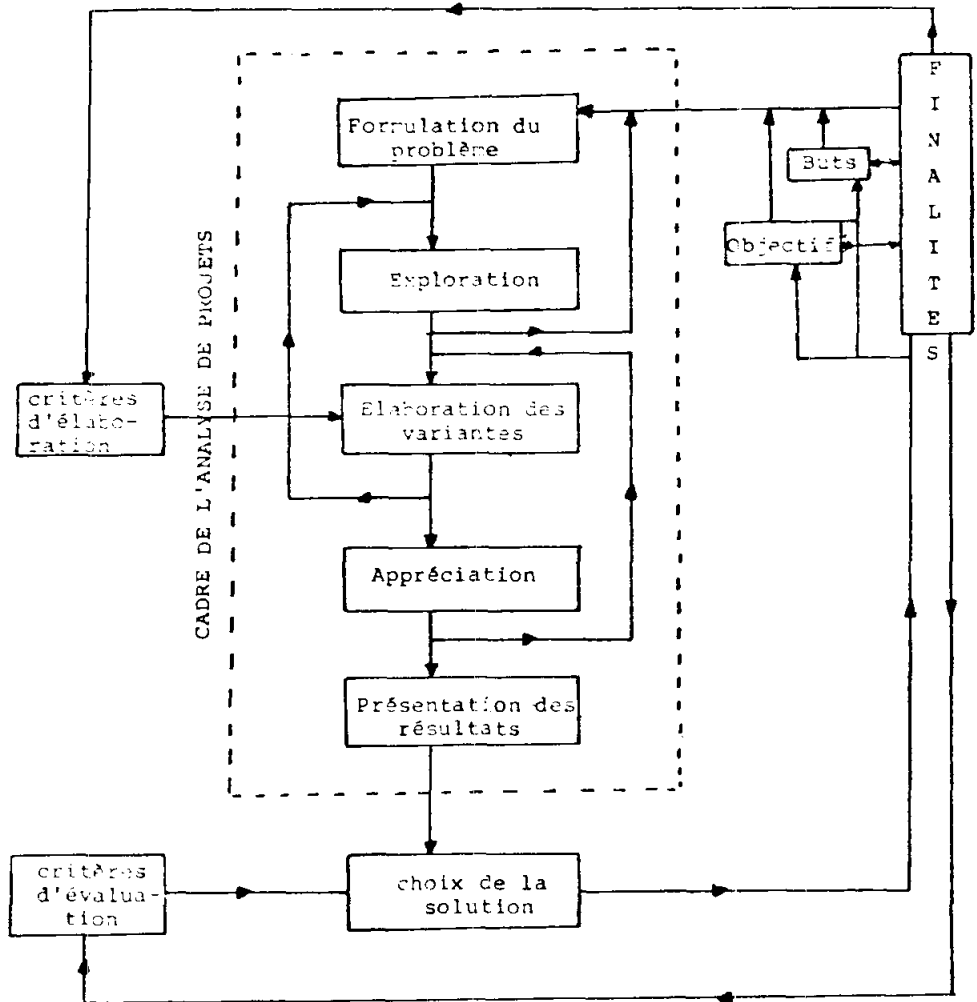 Formulation du
problème
Buts
Objectif
F
I
N
A
L
I
T
E
S
Exploration
CADRE DE L'ANALYSE DE PROJETS
critères
d'élabo-
ration
Elaboration des
variantes
Appréciation
Présentation des
résultats
critères
d'évalua-
tion
choix de la
solution